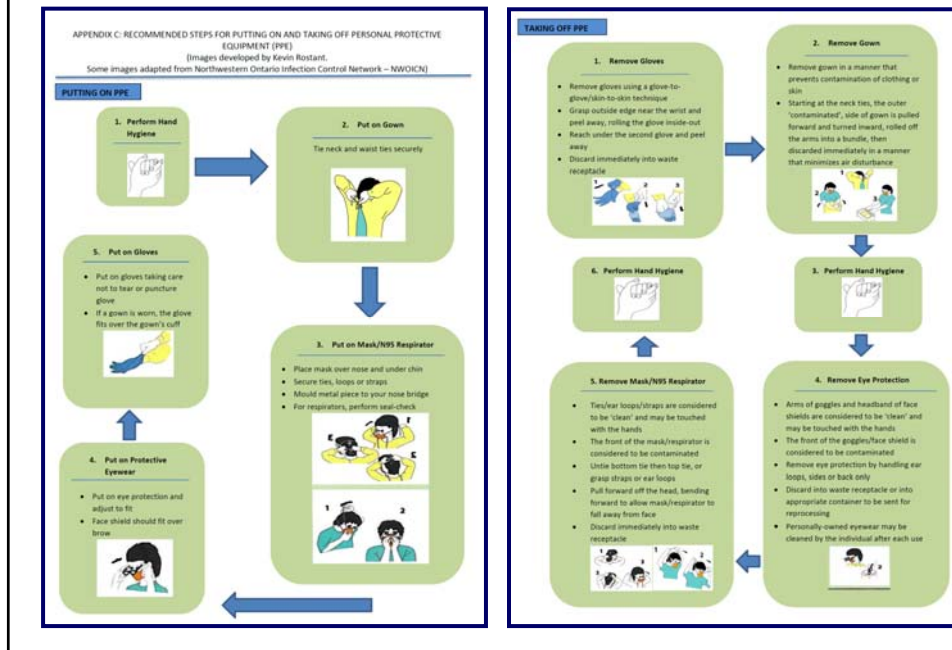 APPENDIX C: RECOMMENDED STEPS FOR PUTTING ON AND TAKING OFF PERSONAL PROTECTIVE
EQUIPMENT (PPE)
(Images developed by Kevin Rostant.
Some images adapted from Northwestern Ontario Infection Control Network – NWOICN)
PUTTING ON PPE
1. Perform Hand
Hygiene
2. Put on Gown
Tie neck and waist ties securely
3. Put on Mask/N95 Respirator
• Place mask over nose and under chin
• Secure ties, loops or straps
• Mould metal piece to your nose bridge
• For respirators, perform seal-check
1
2
3
1
2
4. Put on Protective
Eyewear
• Put on eye protection and
adjust to fit
• Face shield should fit over
brow
5. Put on Gloves
• Put on gloves taking care
not to tear or puncture
glove
• If a gown is worn, the glove
fits over the gown's cuff
TAKING OFF PPE
1. Remove Gloves
• Remove gloves using a glove-to-
glove/skin-to-skin technique
• Grasp outside edge near the wrist and
peel away, rolling the glove inside-out
• Reach under the second glove and peel
away
• Discard immediately into waste
receptacle
1
2
3
2. Remove Gown
• Remove gown in a manner that
prevents contamination of clothing or
skin
• Starting at the neck ties, the outer
'contaminated', side of gown is pulled
forward and turned inward, rolled off
the arms into a bundle, then
discarded immediately in a manner
that minimizes air disturbance
1
2
3
3. Perform Hand Hygiene
4. Remove Eye Protection
• Arms of goggles and headband of face
shields are considered to be 'clean' and
may be touched with the hands
• The front of the goggles/face shield is
considered to be contaminated
• Remove eye protection by handling ear
loops, sides or back only
• Discard into waste receptacle or into
appropriate container to be sent for
reprocessing
• Personally-owned eyewear may be
cleaned by the individual after each use
1
2
5. Remove Mask/N95 Respirator
• Ties/ear loops/straps are considered
to be 'clean' and may be touched
with the hands
• The front of the mask/respirator is
considered to be contaminated
• Untie bottom tie then top tie, or
grasp straps or ear loops
• Pull forward off the head, bending
forward to allow mask/respirator to
fall away from face
• Discard immediately into waste
receptacle
1
2
3
1
2
6. Perform Hand Hygiene